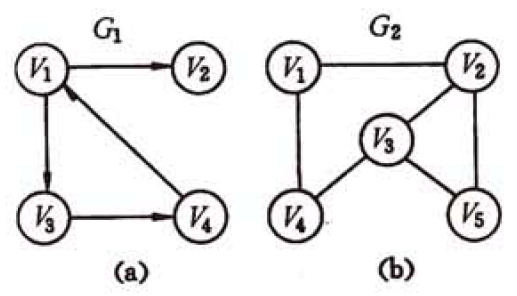 G₁ G₂
V₁ V₂ V₁ V₂
V₃
V₃ V₄ V₄ V₅
(a) (b)